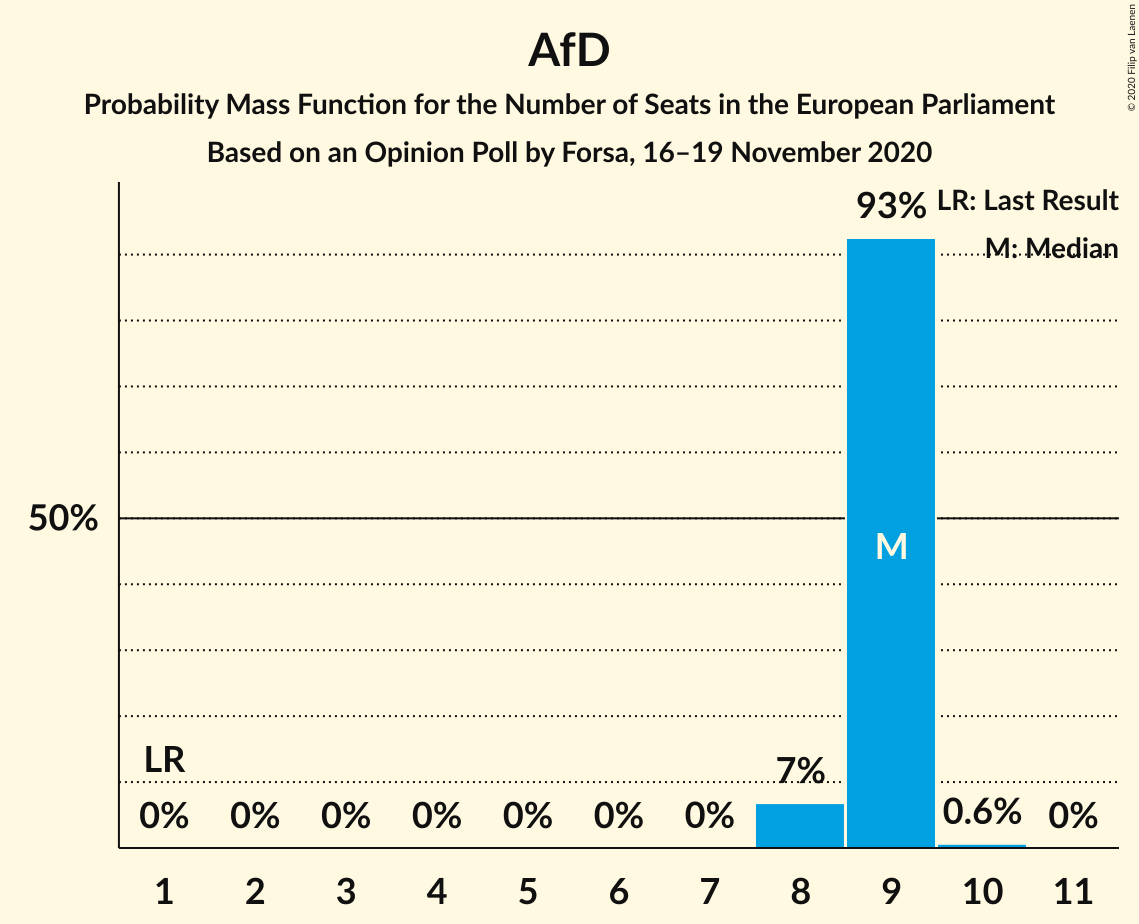 AfD
Probability Mass Function for the Number of Seats in the European Parliament
Based on an Opinion Poll by Forsa, 16–19 November 2020
© 2020 Filip van Laenen
LR: Last Result
M: Median
93%
50%
M
LR
7%
0% 0% 0% 0% 0% 0% 0% 0.6% 0%
1 2 3 4 5 6 7 8 9 10 11